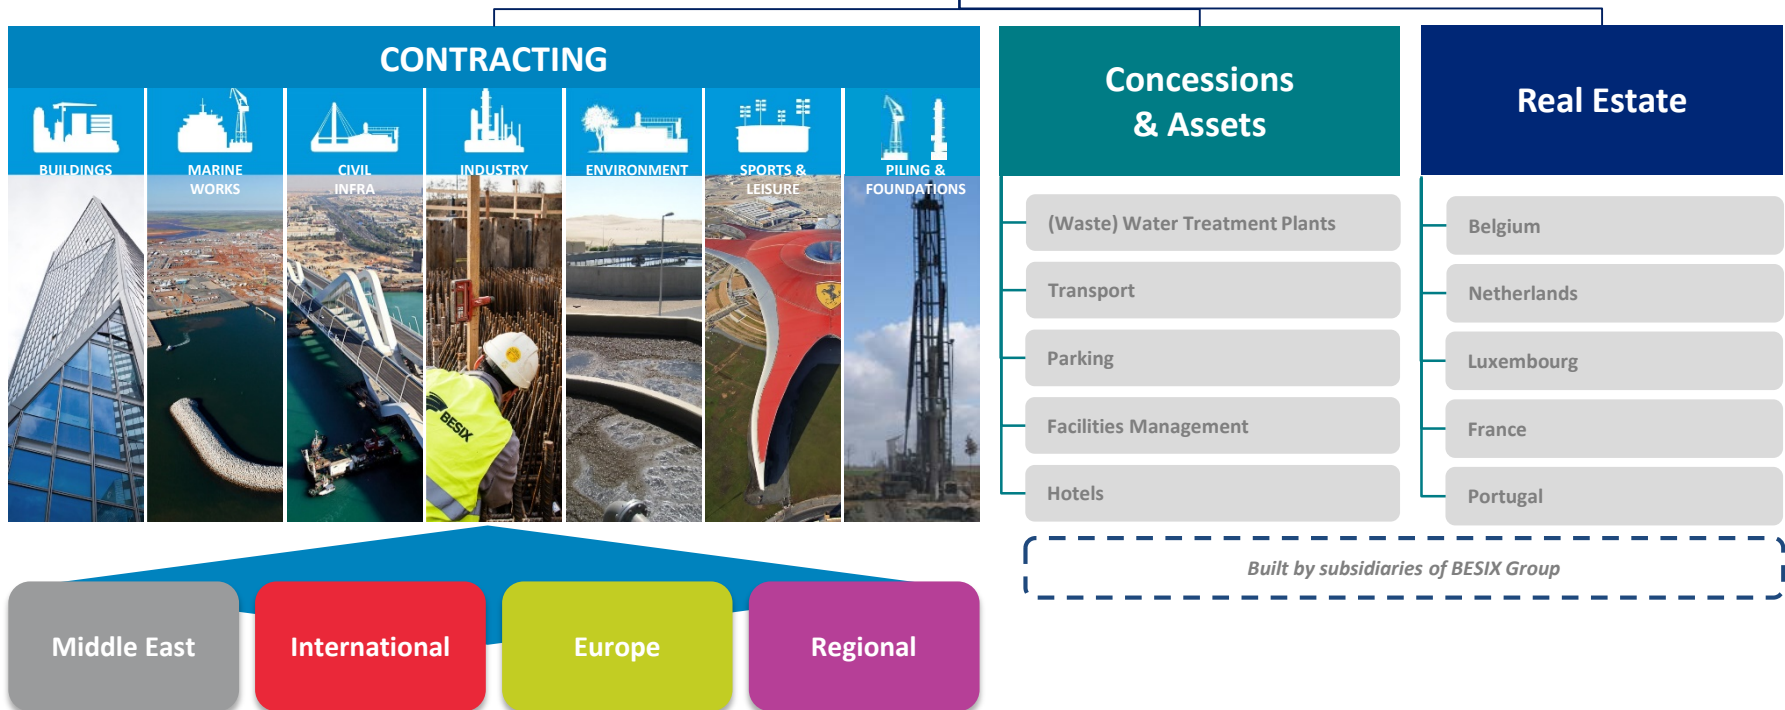 CONTRACTING
BUILDINGS
MARINE
WORKS
CIVIL
INFRA
INDUSTRY
ENVIRONMENT
SPORTS &
LEISURE
PILING &
FOUNDATIONS
BESIX
Middle East
International
Europe
Regional
Concessions
& Assets
(Waste) Water Treatment Plants
Transport
Parking
Facilities Management
Hotels
Real Estate
Belgium
Netherlands
Luxembourg
France
Portugal
Built by subsidiaries of BESIX Group